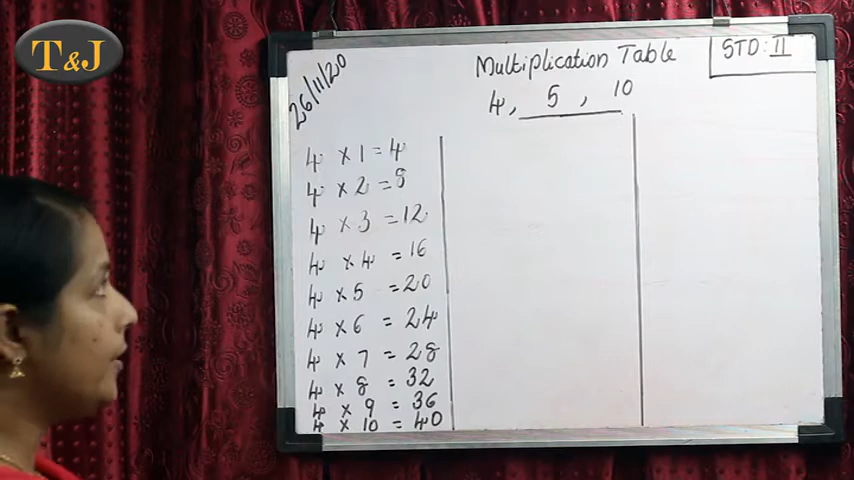 T&J
26/11/20
Multiplication Table
STD: II
4, 5, 10
4 x 1 = 4
4 x 2 = 8
4 x 3 = 12
4 x 4 = 16
4 x 5 = 20
4 x 6 = 24
4 x 7 = 28
4 x 8 = 32
4 x 9 = 36
4 x 10 = 40